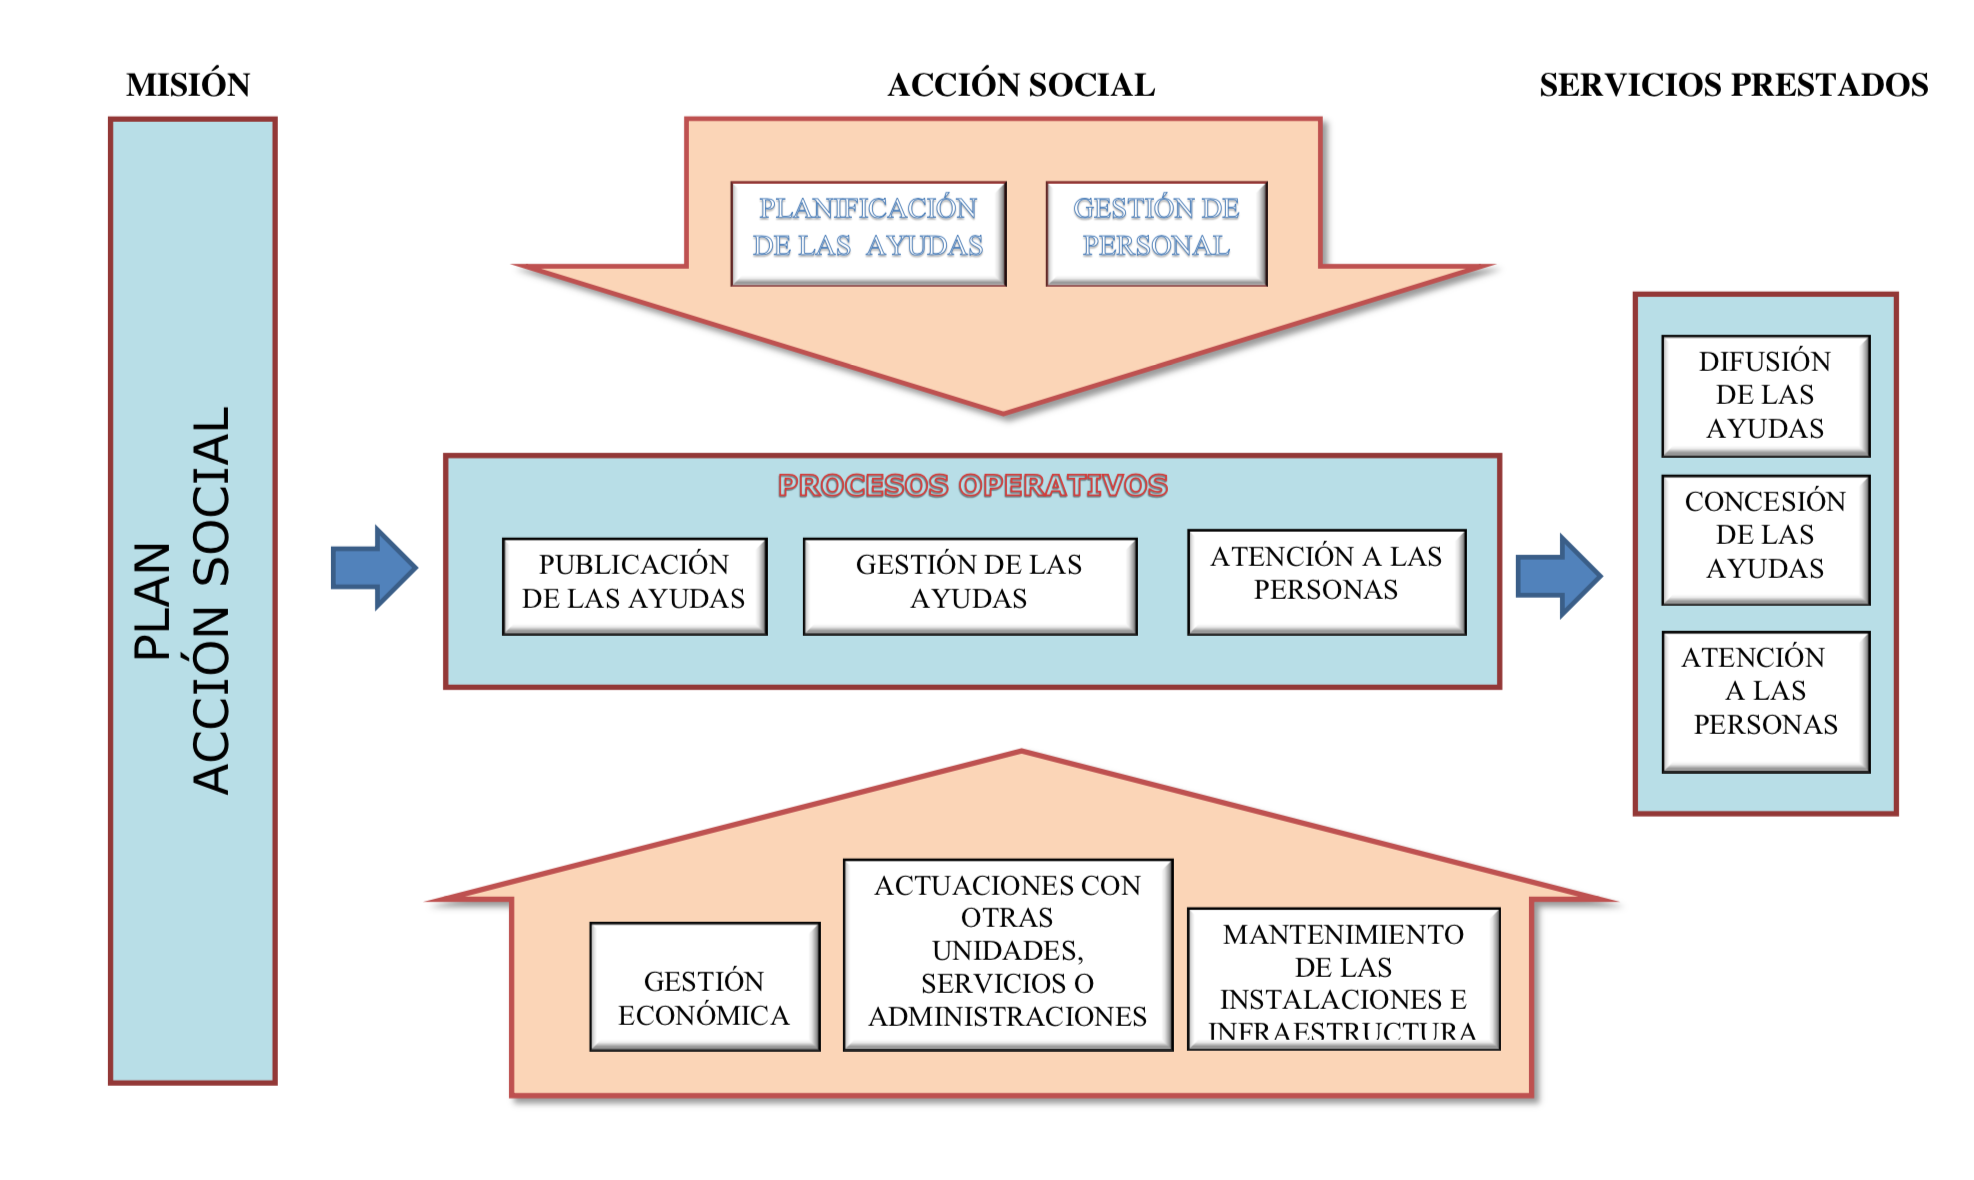 MISIÓN
ACCIÓN SOCIAL
SERVICIOS PRESTADOS
PLAN
ACCIÓN SOCIAL
PLANIFICACIÓN
DE LAS AYUDAS
GESTIÓN DE
PERSONAL
PROCESOS OPERATIVOS
PUBLICACIÓN
DE LAS AYUDAS
GESTIÓN DE LAS
AYUDAS
ATENCIÓN A LAS
PERSONAS
DIFUSIÓN
DE LAS
AYUDAS
CONCESIÓN
DE LAS
AYUDAS
ATENCIÓN
A LAS
PERSONAS
GESTIÓN
ECONÓMICA
ACTUACIONES CON
OTRAS
UNIDADES,
SERVICIOS O
ADMINISTRACIONES
MANTENIMIENTO
DE LAS
INSTALACIONES E
INFRAESTRUCTURA